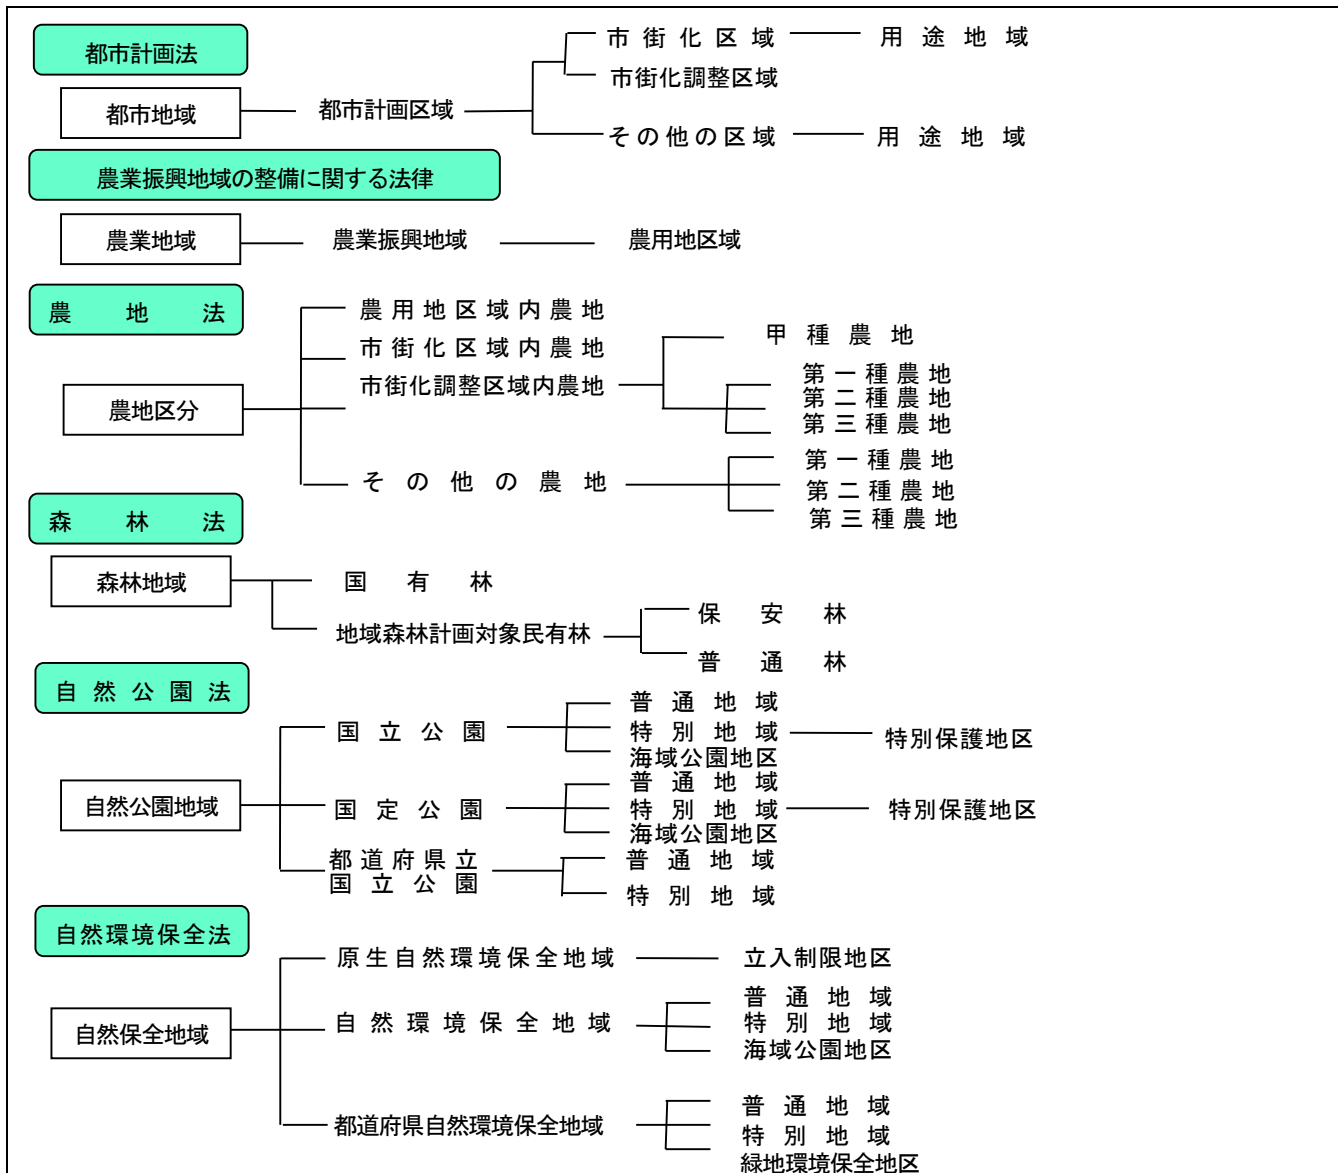 都市計画法
市街化区域 用途地域
市街化調整区域
都市地域 都市計画区域
その他の区域 用途地域
農業振興地域の整備に関する法律
農業地域 農業振興地域 農用地区域
農地法
農用地区域内農地
市街化区域内農地
甲種農地
市街化調整区域内農地
第一種農地
第二種農地
第三種農地
農地区分
その他の農地
第一種農地
第二種農地
第三種農地
森林法
森林地域
国有林
地域森林計画対象民有林
保安林
普通林
自然公園法
国立公園
普通地域
特別地域 特別保護地区
海域公園地区
自然公園地域
国定公園
普通地域
特別地域 特別保護地区
海域公園地区
都道府県立
国立公園
普通地域
特別地域
自然環境保全法
原生自然環境保全地域 立入制限地区
自然保全地域
自然環境保全地域
普通地域
特別地域
海域公園地区
都道府県自然環境保全地域
普通地域
特別地域
緑地環境保全地区